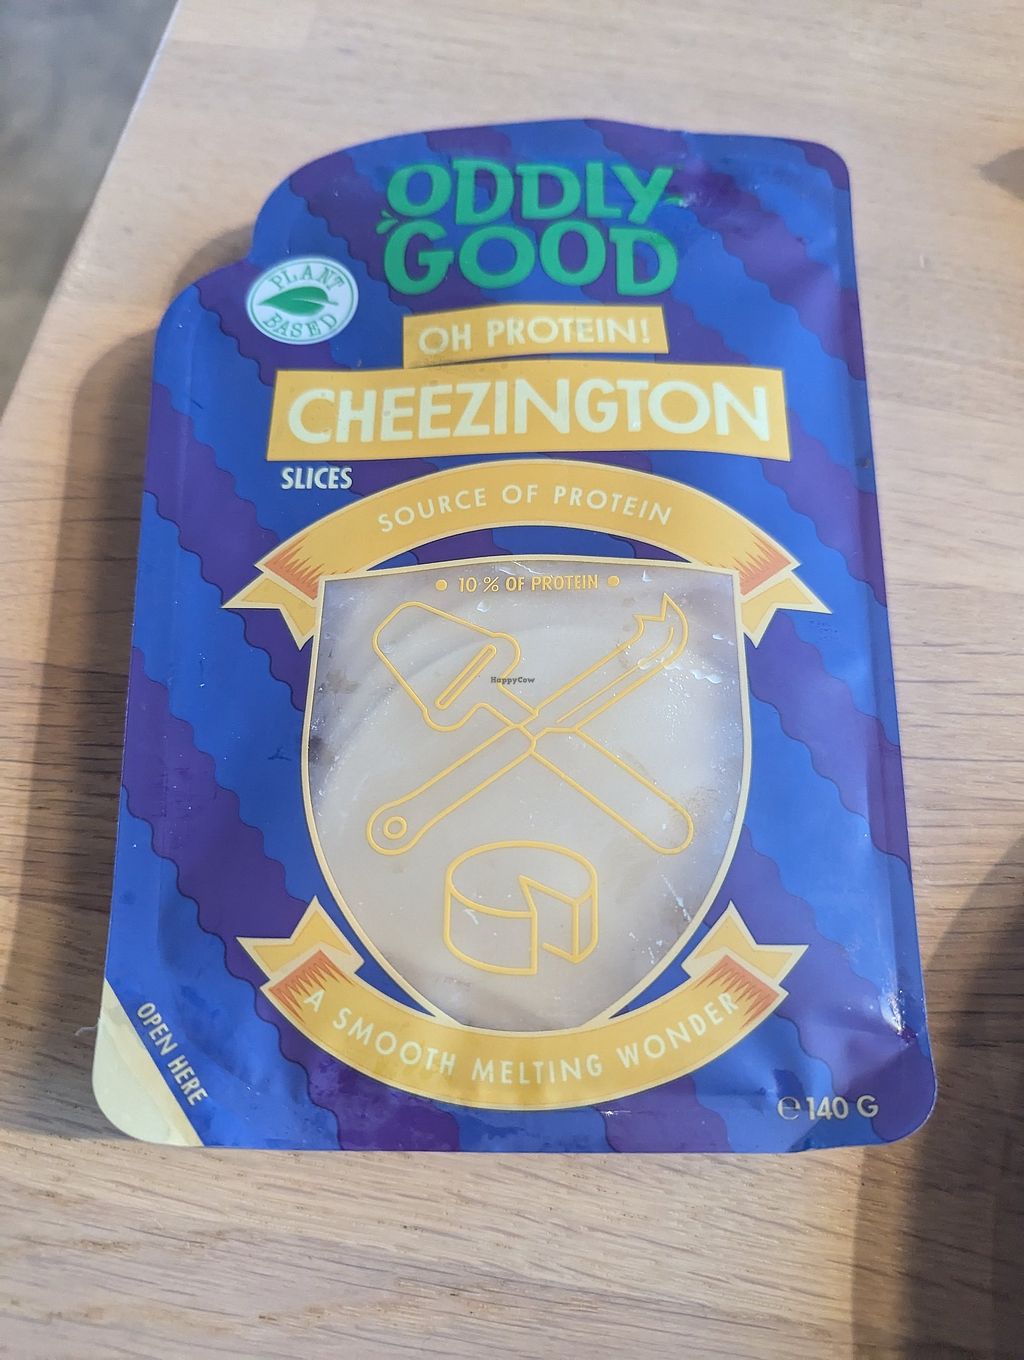 ODDLY
GOOD
PLANT
BASED
OH PROTEIN!
CHEEZINGTON
SLICES
SOURCE OF PROTEIN
10 % OF PROTEIN
HappyCow
A SMOOTH MELTING WONDER
OPEN HERE
℮ 140 G